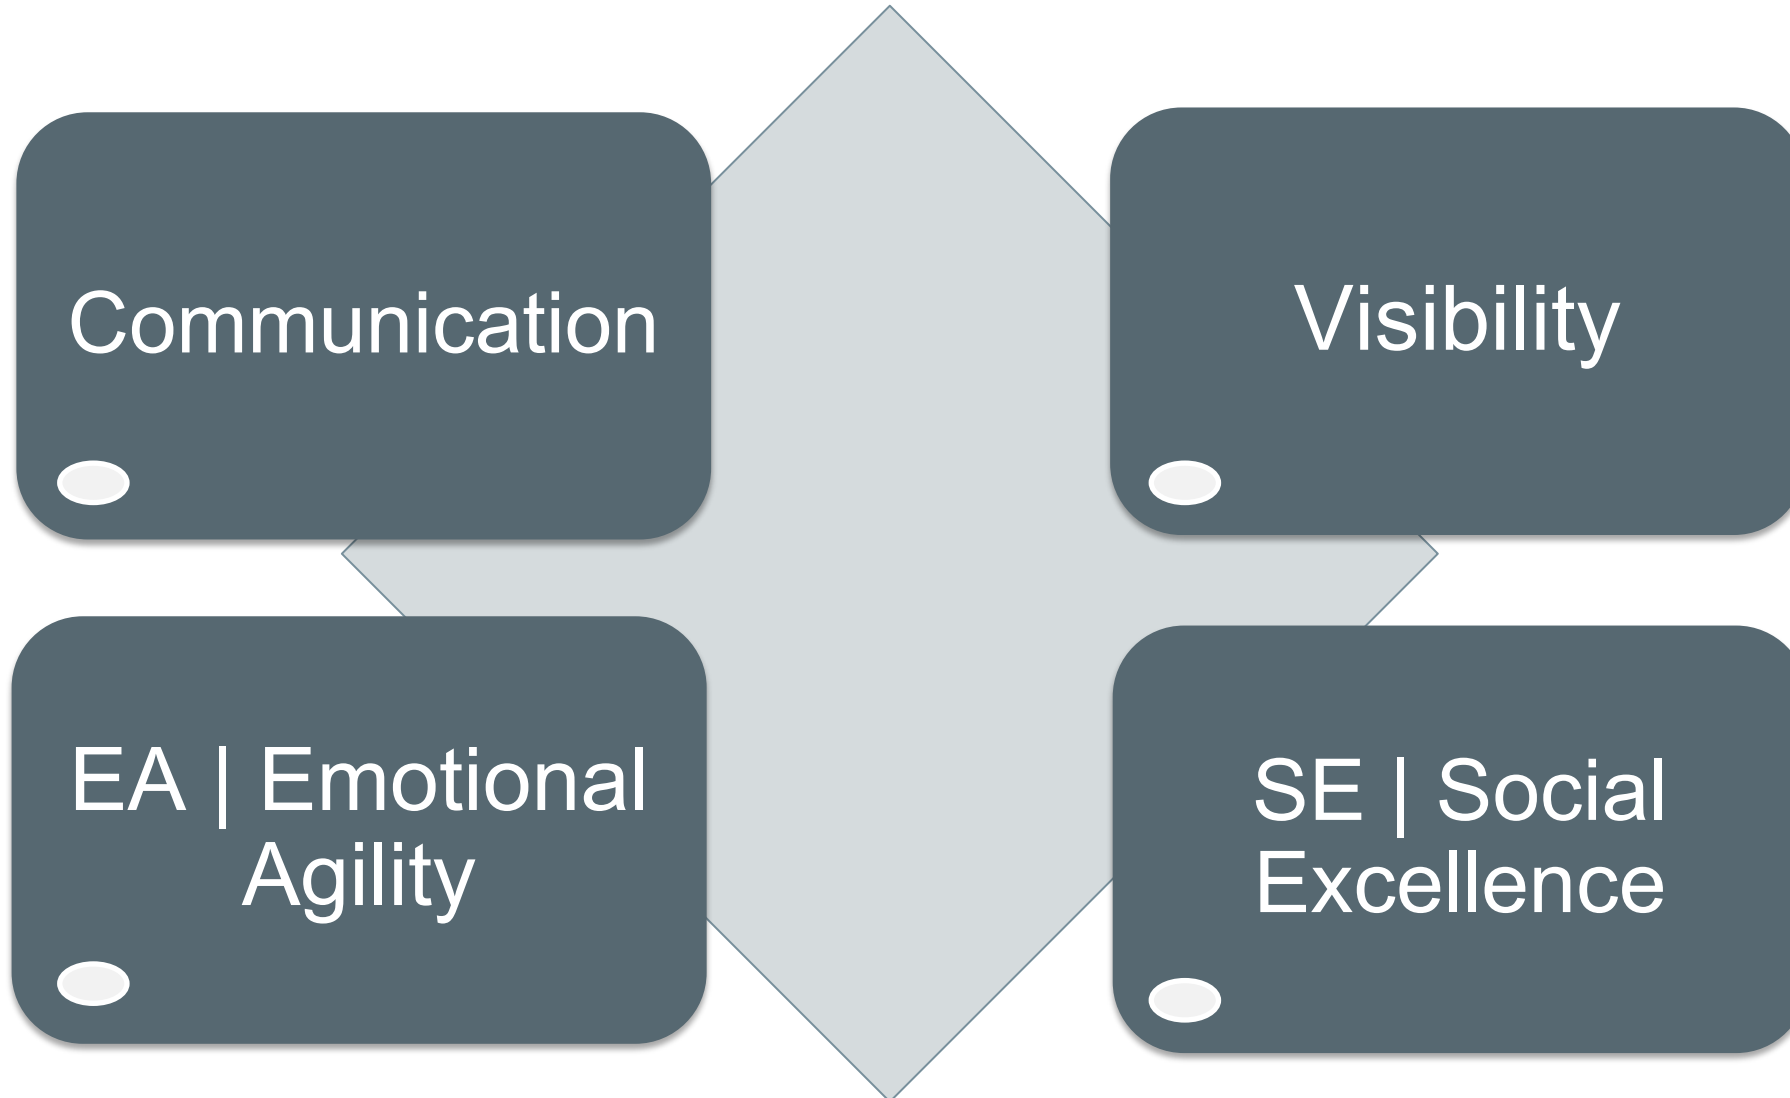 Communication
Visibility
EA | Emotional
Agility
SE | Social
Excellence